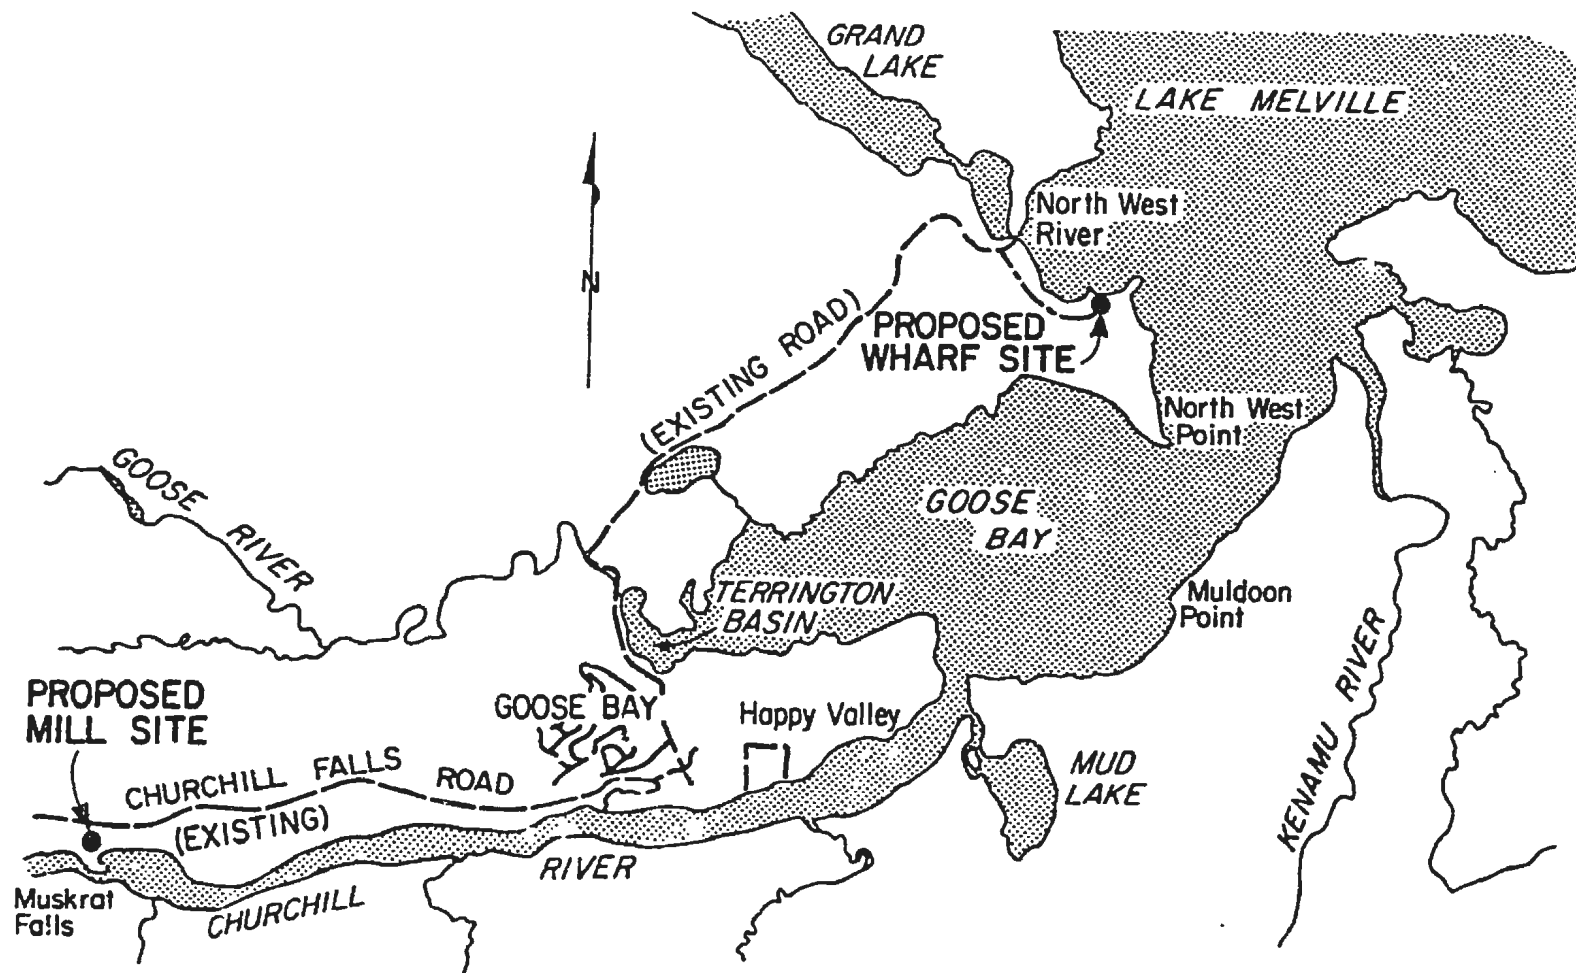 GRAND
LAKE
LAKE MELVILLE
North West
River
N
PROPOSED
WHARF SITE
(EXISTING ROAD)
North West
Point
GOOSE RIVER
GOOSE
BAY
TERRINGTON
BASIN
Muldoon
Point
KENAMU RIVER
PROPOSED
MILL SITE
GOOSE BAY
Happy Valley
MUD
LAKE
CHURCHILL FALLS ROAD
(EXISTING)
RIVER
CHURCHILL
Muskrat
Falls